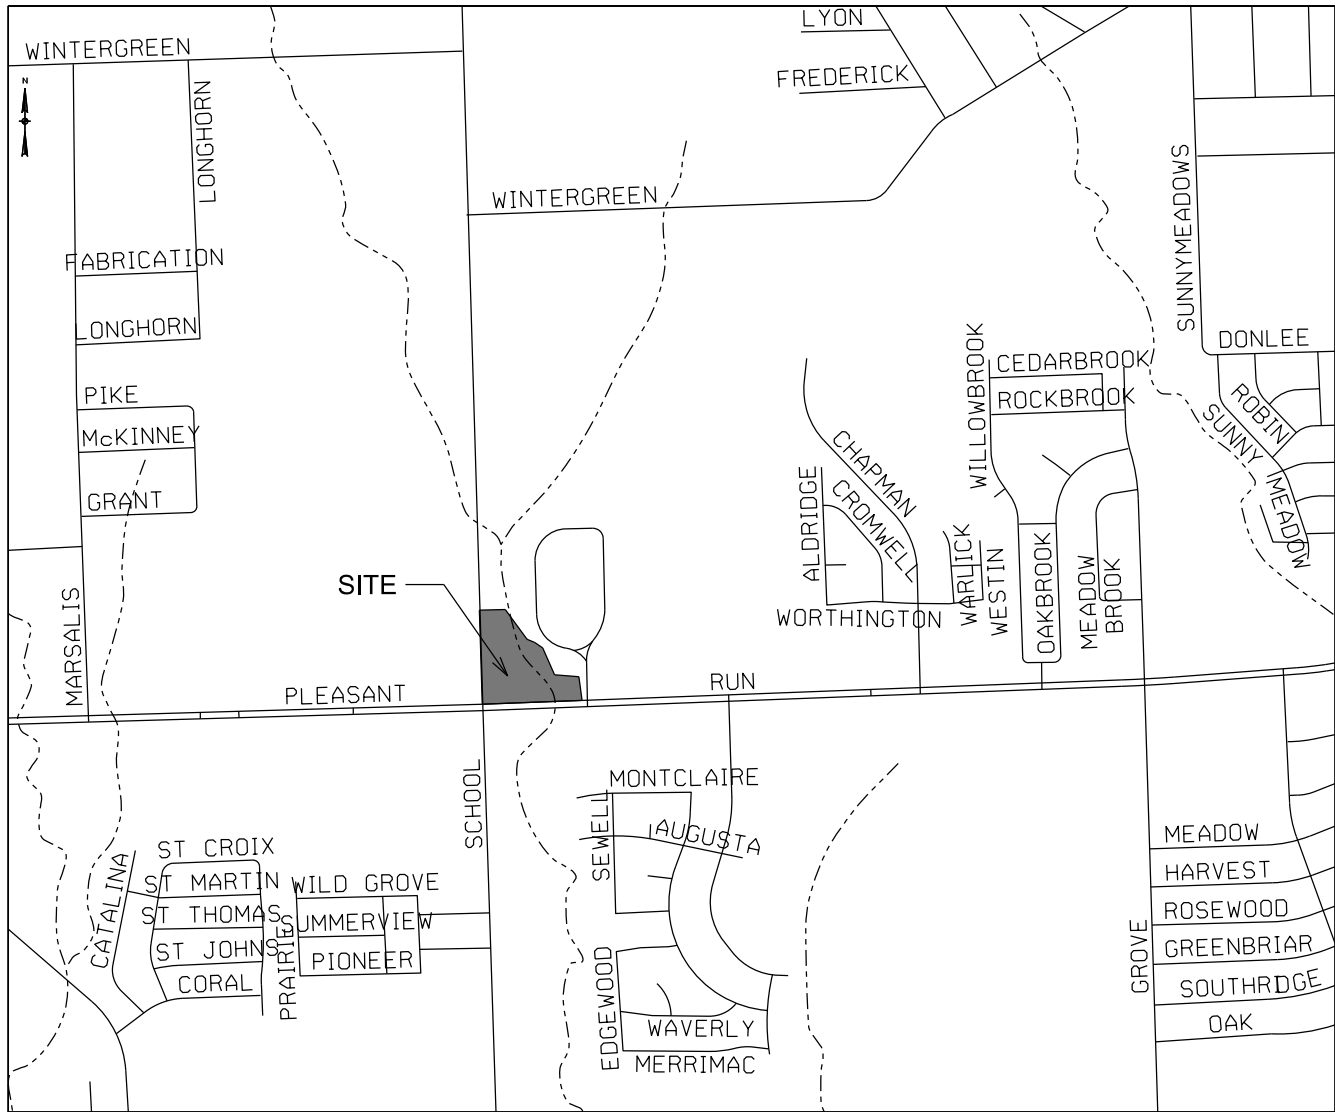 LYON
WINTERGREEN
FREDERICK
N
LONGHORN
WINTERGREEN
SUNNYMEADOWS
FABRICATION
LONGHORN
DONLEE
CEDARBROOK
WILLOWBROOK
PIKE
ROCKBROOK
ROBIN
SUNNY
McKINNEY
CHAPMAN
GRANT
CROMWELL
ALDRIDGE
MEADOW
WARLICK
WESTIN
OAKBROOK
MEADOW
BROOK
SITE
MARSALIS
WORTHINGTON
PLEASANT
RUN
SCHOOL
MONTCLAIRE
SEWELL
AUGUSTA
MEADOW
ST CROIX
CATALINA
ST MARTIN
WILD GROVE
HARVEST
ST THOMAS
SUMMERVIEW
ROSEWOOD
ST JOHNS
PRAIRIE
PIONEER
GROVE
GREENBRIAR
CORAL
EDGEWOOD
SOUTHRIDGE
WAVERLY
OAK
MERRIMAC